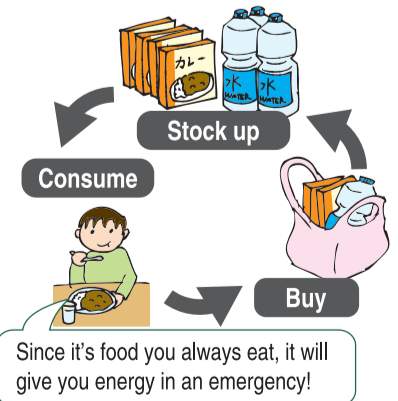 カレー
水
WATER
水
WATER
Stock up
Consume
Buy
Since it's food you always eat, it will
give you energy in an emergency!